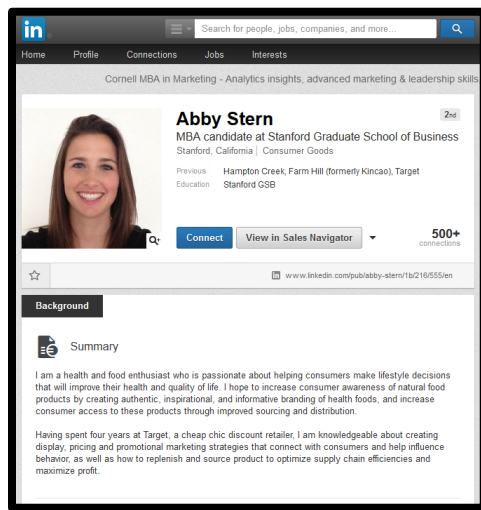 in
Search for people, jobs, companies, and more...
Home Profile Connections Jobs Interests
Cornell MBA in Marketing - Analytics insights, advanced marketing & leadership skills
Abby Stern
2nd
MBA candidate at Stanford Graduate School of Business
Stanford, California | Consumer Goods
Previous Hampton Creek, Farm Hill (formerly Kincao), Target
Education Stanford GSB
Connect View in Sales Navigator 500+
connections
www.linkedin.com/pub/abby-stern/1b/216/555/en
Background
Summary
I am a health and food enthusiast who is passionate about helping consumers make lifestyle decisions
that will improve their health and quality of life. I hope to increase consumer awareness of natural food
products by creating authentic, inspirational, and informative branding of health foods, and increase
consumer access to these products through improved sourcing and distribution.
Having spent four years at Target, a cheap chic discount retailer, I am knowledgeable about creating
display, pricing and promotional marketing strategies that connect with consumers and help influence
behavior, as well as how to replenish and source product to optimize supply chain efficiencies and
maximize profit.